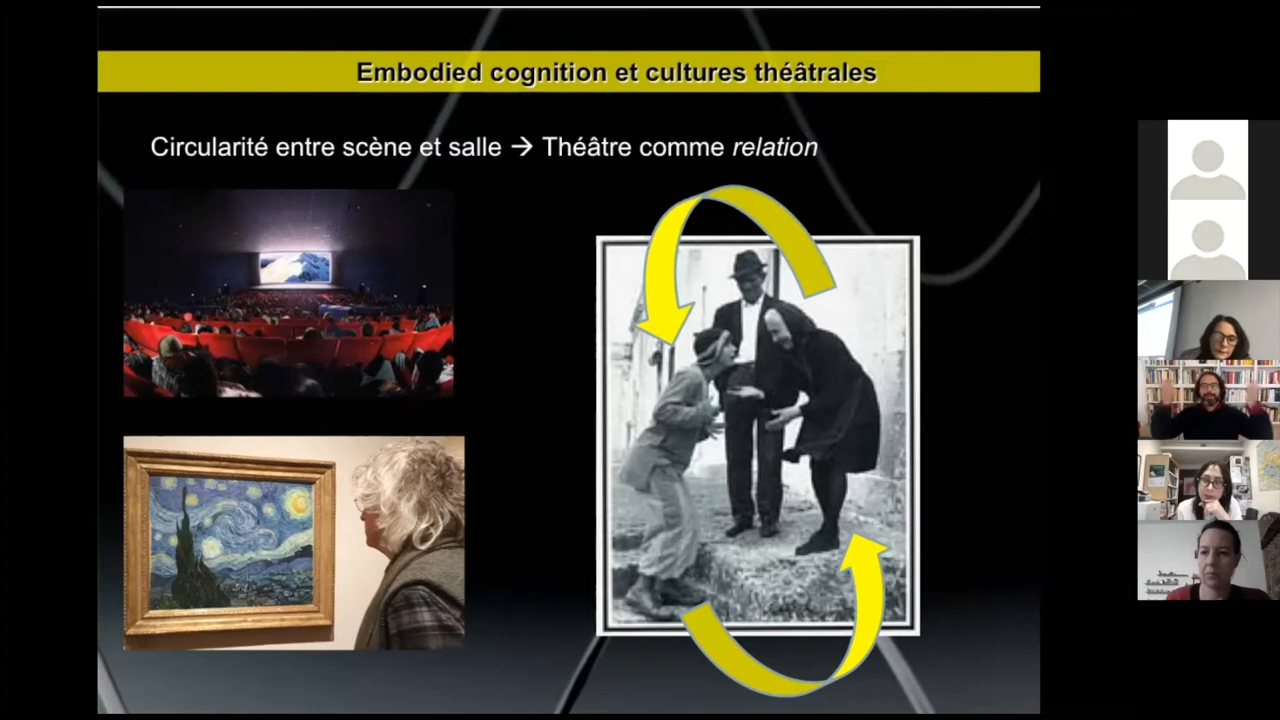 Embodied cognition et cultures théâtrales
Circularité entre scène et salle → Théâtre comme relation